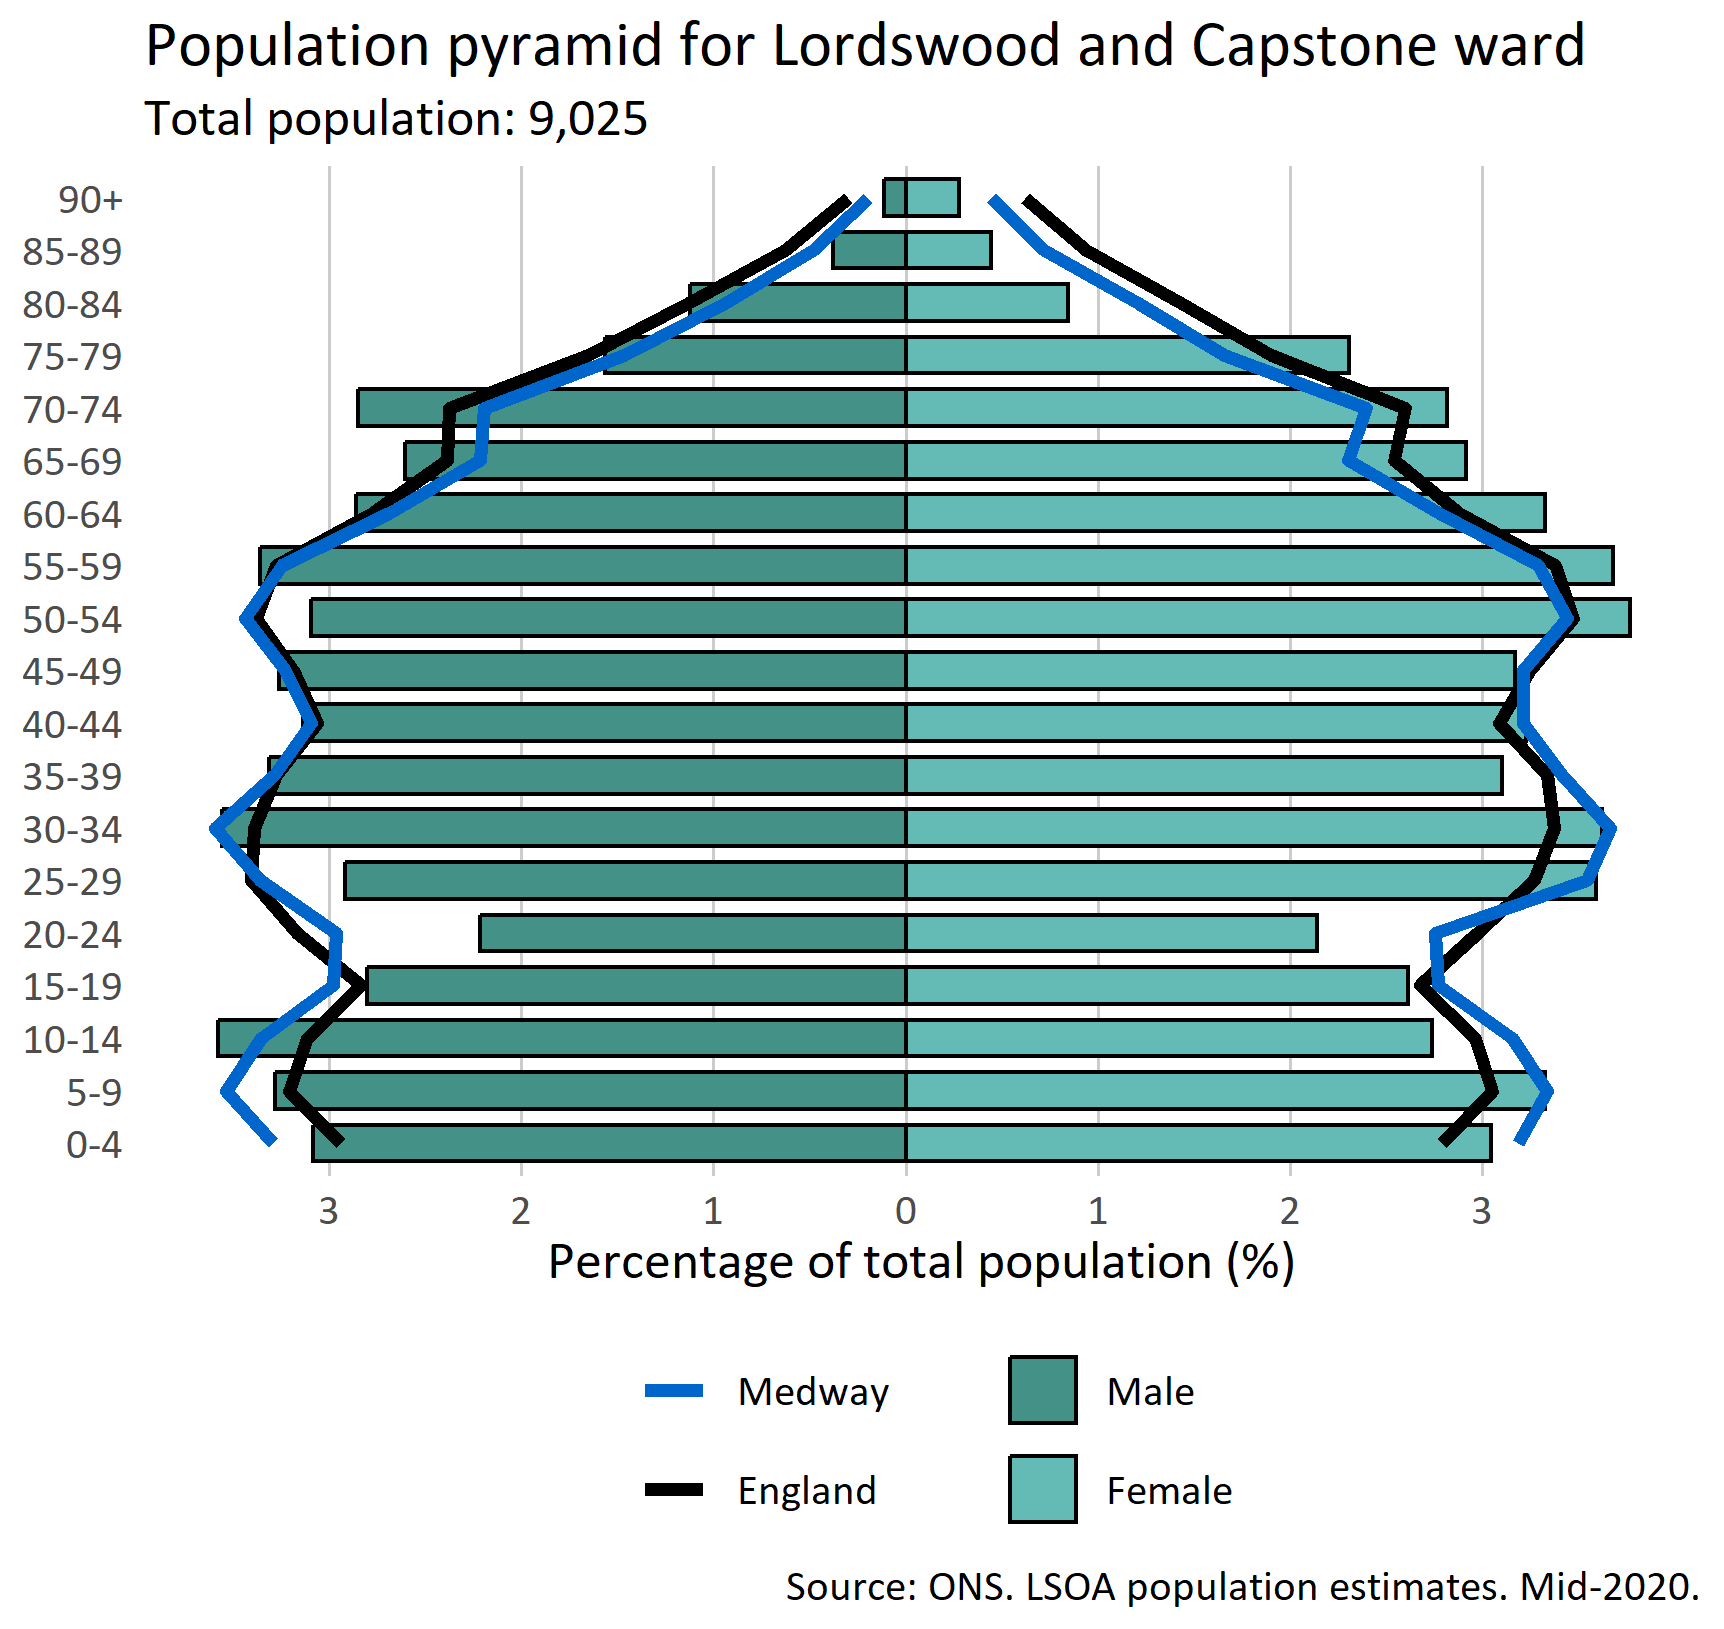 Population pyramid for Lordswood and Capstone ward
Total population: 9,025
90+
85-89
80-84
75-79
70-74
65-69
60-64
55-59
50-54
45-49
40-44
35-39
30-34
25-29
20-24
15-19
10-14
5-9
0-4
3 2 1 0 1 2 3
Percentage of total population (%)
Medway Male
England Female
Source: ONS. LSOA population estimates. Mid-2020.